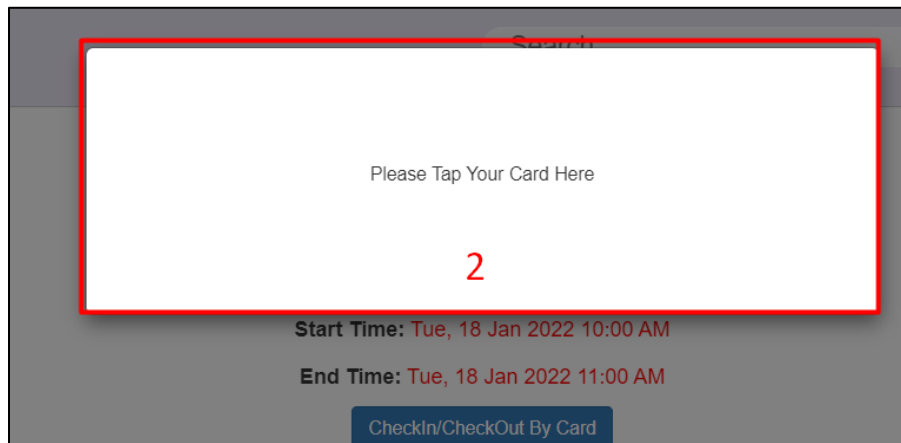 Search
Please Tap Your Card Here
2
Start Time: Tue, 18 Jan 2022 10:00 AM
End Time: Tue, 18 Jan 2022 11:00 AM
CheckIn/CheckOut By Card